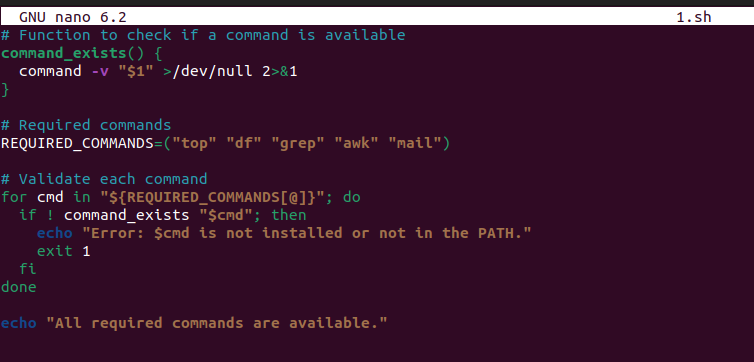 GNU nano 6.2 1.sh
# Function to check if a command is available
command_exists() {
  command -v "$1" >/dev/null 2>&1
}
# Required commands
REQUIRED_COMMANDS=("top" "df" "grep" "awk" "mail")
# Validate each command
for cmd in "${REQUIRED_COMMANDS[@]}"; do
  if ! command_exists "$cmd"; then
    echo "Error: $cmd is not installed or not in the PATH."
    exit 1
  fi
done
echo "All required commands are available."